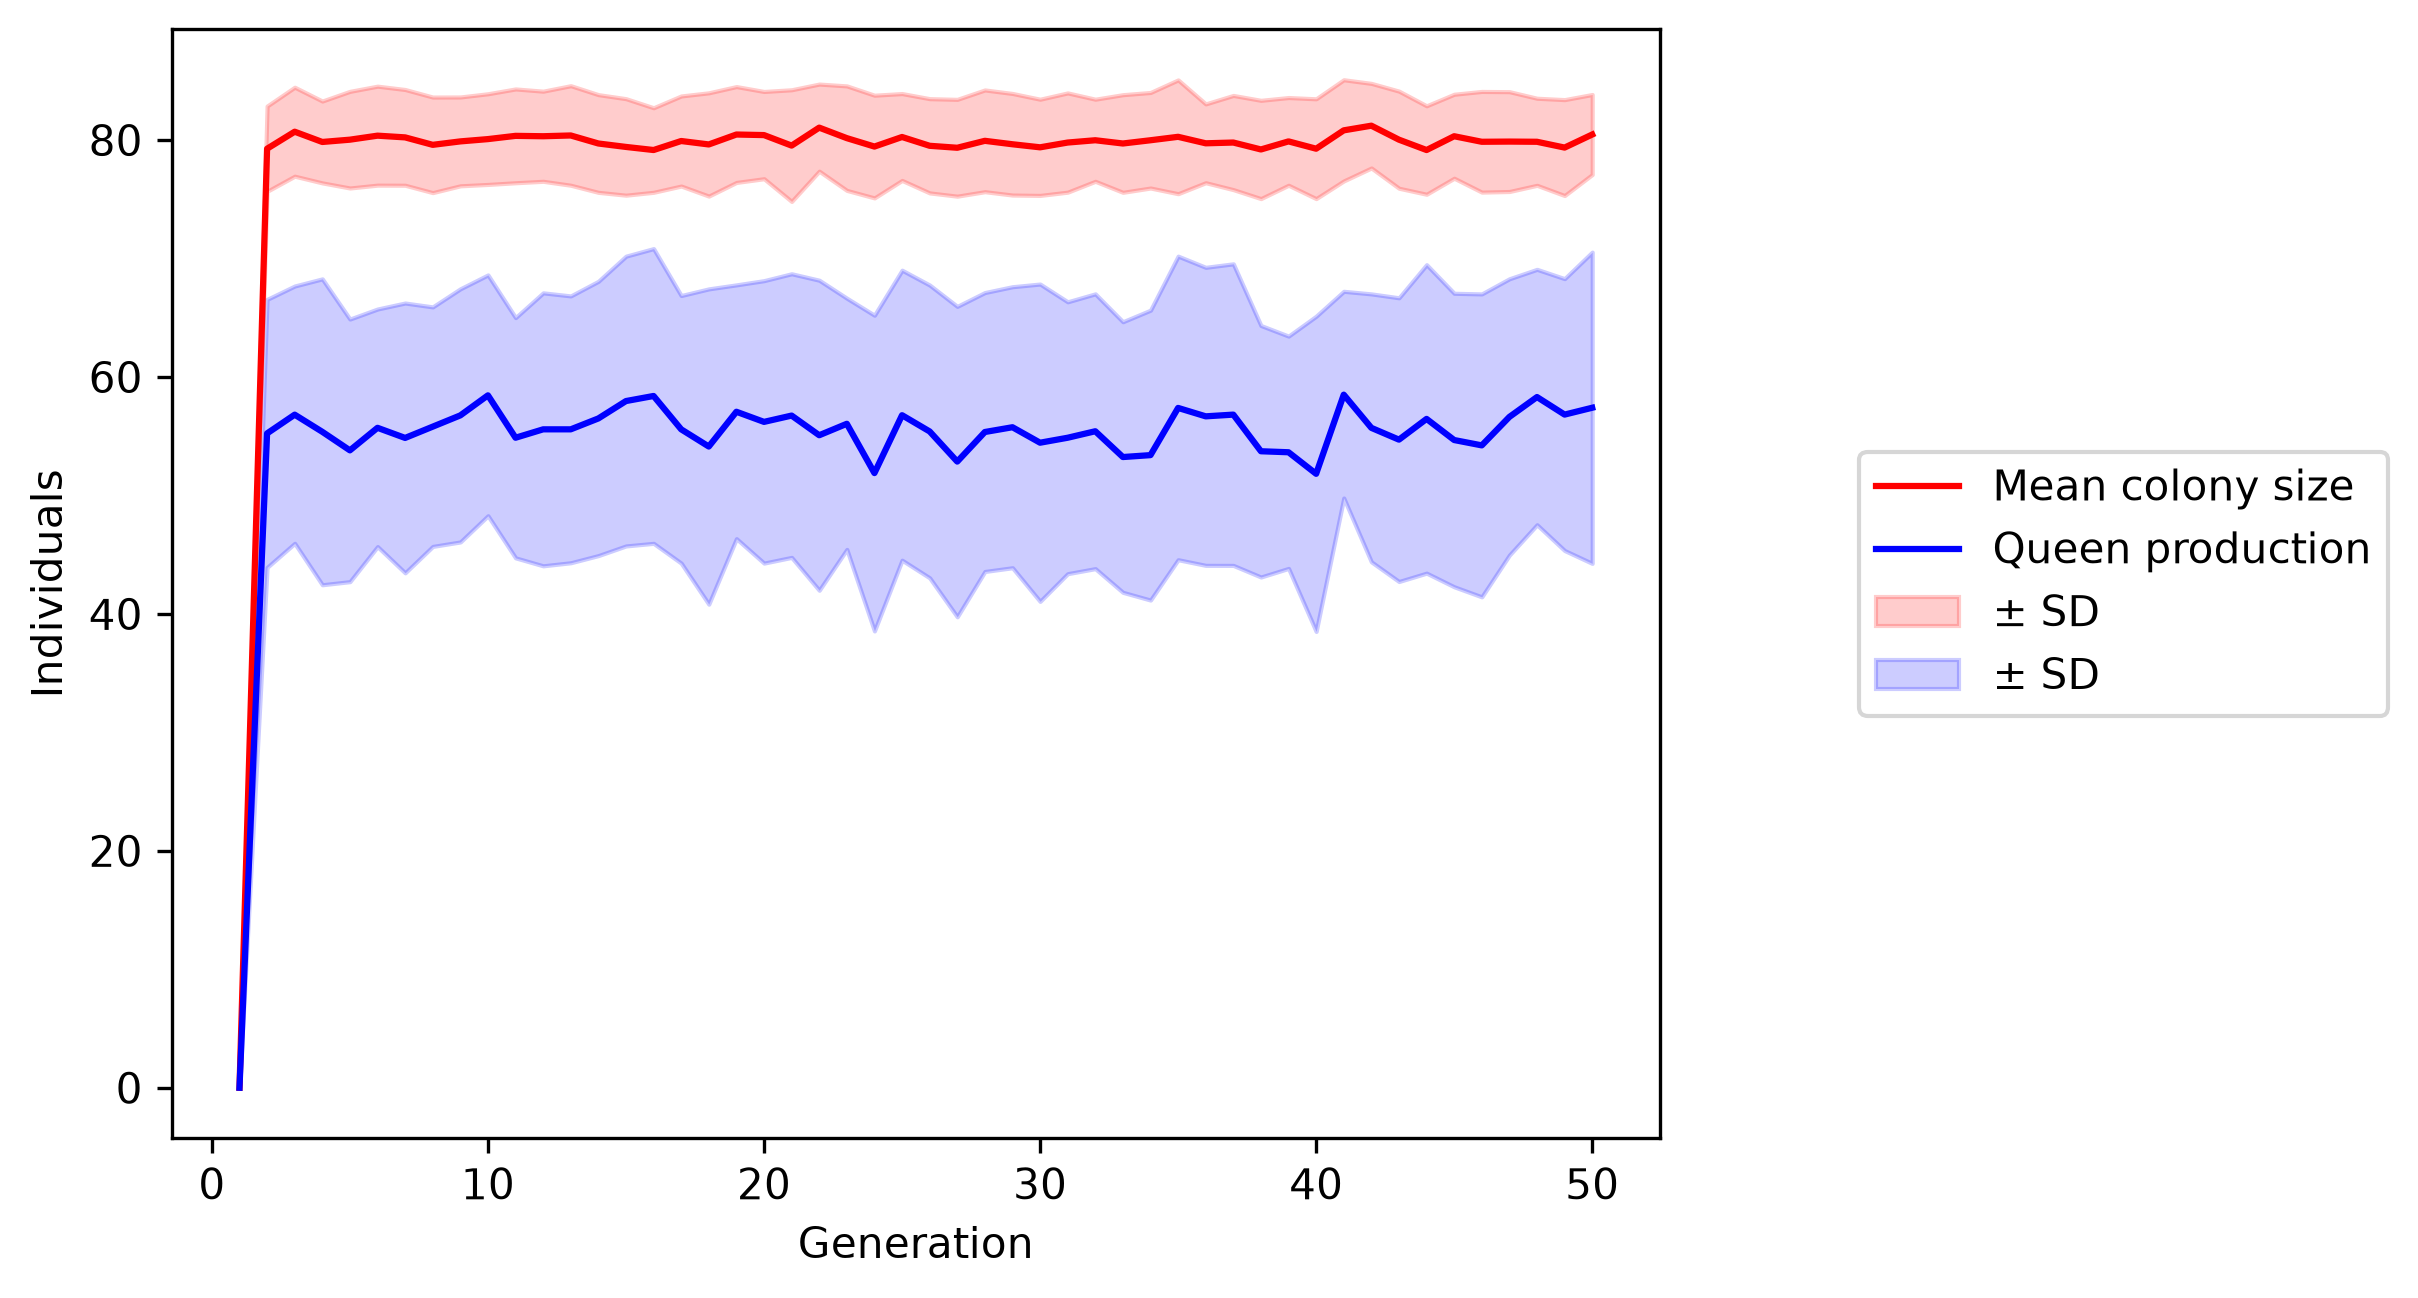 80
60
40
20
0
Individuals
0 10 20 30 40 50
Generation
Mean colony size
Queen production
± SD
± SD